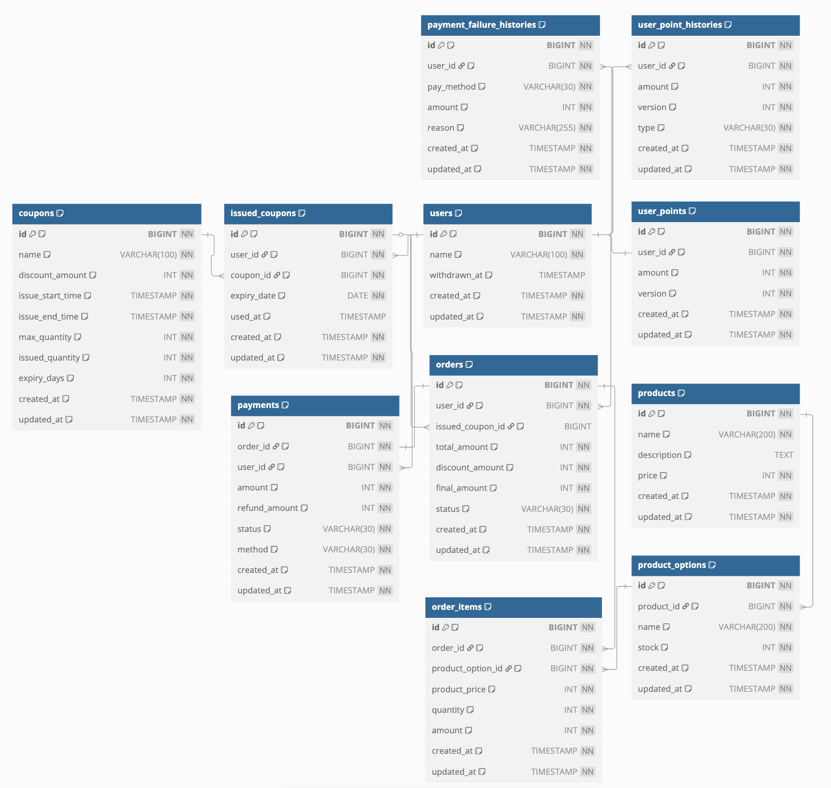 payment_failure_histories
id BIGINT NN
user_id BIGINT NN
pay_method VARCHAR(30) NN
amount INT NN
reason VARCHAR(255) NN
created_at TIMESTAMP NN
updated_at TIMESTAMP NN
user_point_histories
id BIGINT NN
user_id BIGINT NN
amount INT NN
version INT NN
type VARCHAR(30) NN
created_at TIMESTAMP NN
updated_at TIMESTAMP NN
coupons
id BIGINT NN
name VARCHAR(100) NN
discount_amount INT NN
issue_start_time TIMESTAMP NN
issue_end_time TIMESTAMP NN
max_quantity INT NN
issued_quantity INT NN
expiry_days INT NN
created_at TIMESTAMP NN
updated_at TIMESTAMP NN
issued_coupons
id BIGINT NN
user_id BIGINT NN
coupon_id BIGINT NN
expiry_date DATE NN
used_at TIMESTAMP
created_at TIMESTAMP NN
updated_at TIMESTAMP NN
users
id BIGINT NN
name VARCHAR(100) NN
withdrawn_at TIMESTAMP
created_at TIMESTAMP NN
updated_at TIMESTAMP NN
user_points
id BIGINT NN
user_id BIGINT NN
amount INT NN
version INT NN
created_at TIMESTAMP NN
updated_at TIMESTAMP NN
payments
id BIGINT NN
order_id BIGINT NN
user_id BIGINT NN
amount INT NN
refund_amount INT NN
status VARCHAR(30) NN
method VARCHAR(30) NN
created_at TIMESTAMP NN
updated_at TIMESTAMP NN
orders
id BIGINT NN
user_id BIGINT NN
issued_coupon_id BIGINT
total_amount INT NN
discount_amount INT NN
final_amount INT NN
status VARCHAR(30) NN
created_at TIMESTAMP NN
updated_at TIMESTAMP NN
products
id BIGINT NN
name VARCHAR(200) NN
description TEXT
price INT NN
created_at TIMESTAMP NN
updated_at TIMESTAMP NN
order_items
id BIGINT NN
order_id BIGINT NN
product_option_id BIGINT NN
product_price INT NN
quantity INT NN
amount INT NN
created_at TIMESTAMP NN
updated_at TIMESTAMP NN
product_options
id BIGINT NN
product_id BIGINT NN
name VARCHAR(200) NN
stock INT NN
created_at TIMESTAMP NN
updated_at TIMESTAMP NN